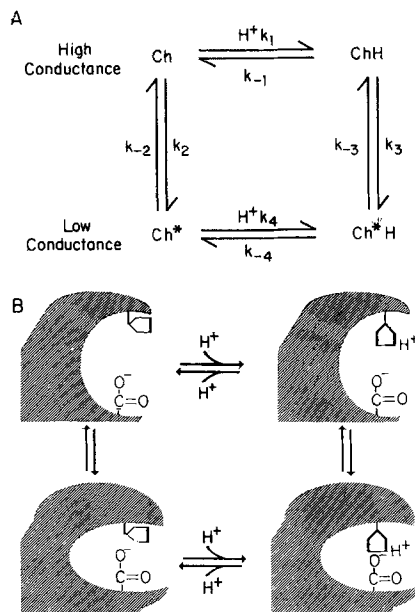 A
High
Conductance
Ch
H⁺k₁
k₋₁
ChH
k₋₂
k₂
k₋₃
k₃
Low
Conductance
Ch*
H⁺k₄
k₋₄
Ch*H
B
O⁻
C=O
H⁺
H⁺
H⁺
O⁻
C=O
O⁻
C=O
H⁺
H⁺
H⁺
O⁻
C=O